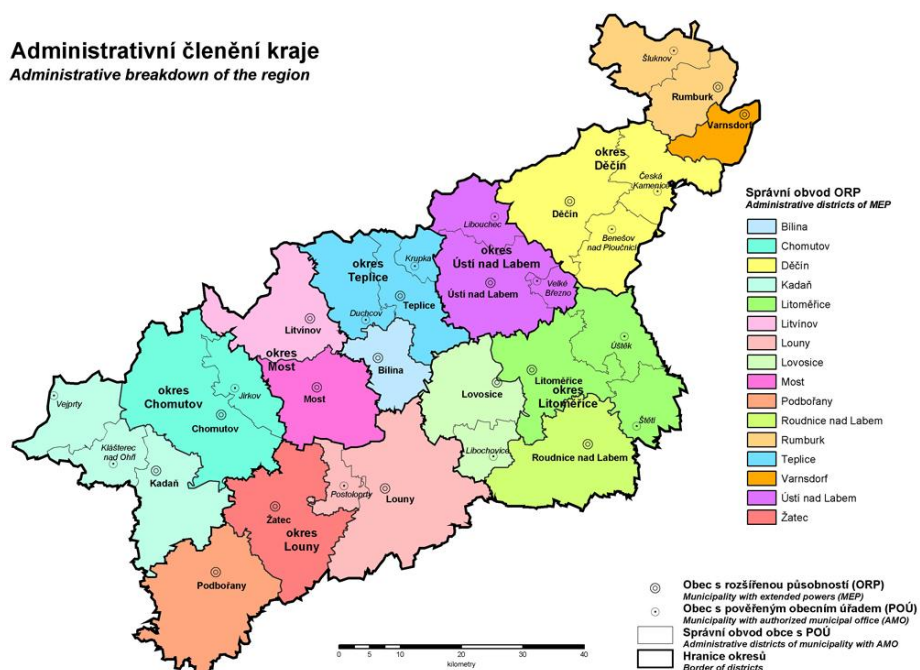 Administrativní členění kraje
Administrative breakdown of the region
Šluknov
Rumburk
Varnsdorf
okres
Děčín
Česká
Kamenice
Děčín
Benešov
nad Ploučnicí
Libouchec
okres
Ústí nad Labem
Ústí nad Labem
Velké
Březno
okres
Teplice
Krupka
Teplice
Duchcov
Litvínov
okres
Most
Bílina
Most
Úštěk
Litoměřice
okres
Litoměřice
Lovosice
Štětí
Libochovice
Roudnice nad Labem
okres
Chomutov
Jirkov
Chomutov
Vejprty
Klášterec
nad Ohří
Kadaň
Postoloprty
Louny
Žatec
okres
Louny
Podbořany
Správní obvod ORP
Administrative districts of MEP
Bílina
Chomutov
Děčín
Kadaň
Litoměřice
Litvínov
Louny
Lovosice
Most
Podbořany
Roudnice nad Labem
Rumburk
Teplice
Varnsdorf
Ústí nad Labem
Žatec
Obec s rozšířenou působností (ORP)
Municipality with extended powers (MEP)
Obec s pověřeným obecním úřadem (POÚ)
Municipality with authorized municipal office (AMO)
Správní obvod obce s POÚ
Administrative districts of municipality with AMO
Hranice okresů
Border of districts
0 5 10 20 30 40
kilometry